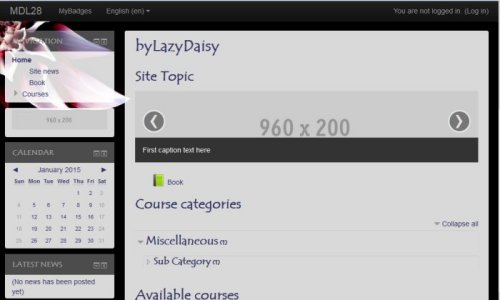 MDL28 MyBadges English (en) You are not logged in (Log in)
NAVIGATION
Home
Site news
Book
Courses
960 x 200
CALENDAR
January 2015
Sun Mon Tue Wed Thu Fri Sat
1 2 3
4 5 6 7 8 9 10
11 12 13 14 15 16 17
18 19 20 21 22 23 24
25 26 27 28 29 30 31
LATEST NEWS
(No news has been posted
yet)
byLazyDaisy
Site Topic
960 x 200
First caption text here
Book
Course categories
Collapse all
Miscellaneous (1)
Sub Category (1)
Available courses